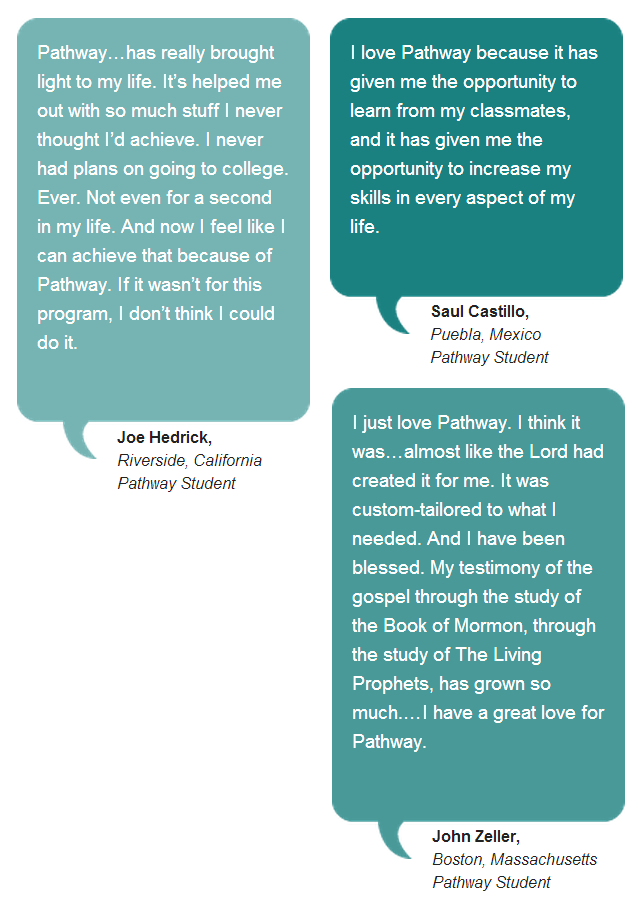 Pathway…has really brought
light to my life. It’s helped me
out with so much stuff I never
thought I’d achieve. I never
had plans on going to college.
Ever. Not even for a second
in my life. And now I feel like I
can achieve that because of
Pathway. If it wasn’t for this
program, I don’t think I could
do it.
Joe Hedrick,
Riverside, California
Pathway Student
I love Pathway because it has
given me the opportunity to
learn from my classmates,
and it has given me the
opportunity to increase my
skills in every aspect of my
life.
Saul Castillo,
Puebla, Mexico
Pathway Student
I just love Pathway. I think it
was…almost like the Lord had
created it for me. It was
custom-tailored to what I
needed. And I have been
blessed. My testimony of the
gospel through the study of
the Book of Mormon, through
the study of The Living
Prophets, has grown so
much.…I have a great love for
Pathway.
John Zeller,
Boston, Massachusetts
Pathway Student